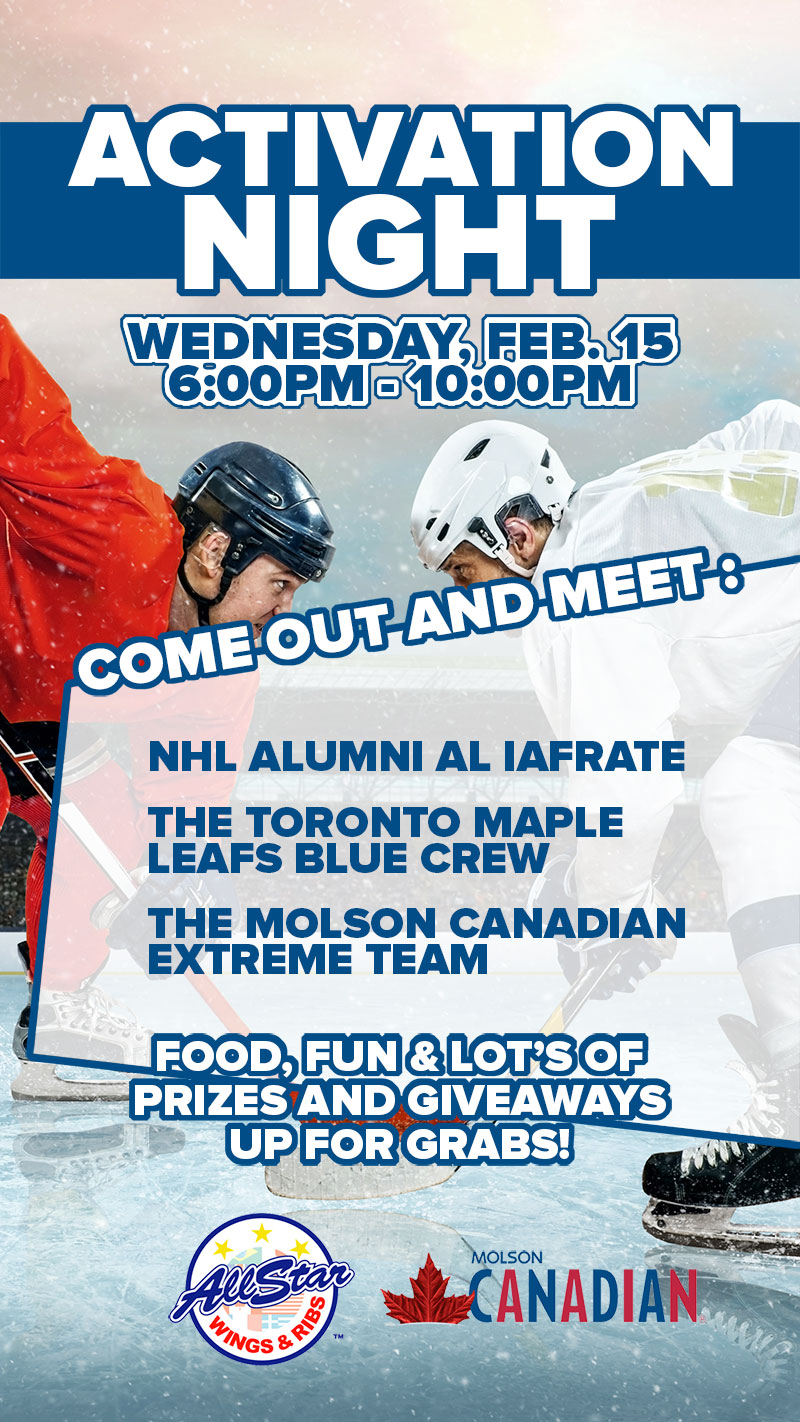 ACTIVATION
NIGHT
WEDNESDAY, FEB. 15
6:00PM - 10:00PM
COME OUT AND MEET :
NHL ALUMNI AL IAFRATE
THE TORONTO MAPLE
LEAFS BLUE CREW
THE MOLSON CANADIAN
EXTREME TEAM
FOOD, FUN & LOT'S OF
PRIZES AND GIVEAWAYS
UP FOR GRABS!
AllStar
WINGS & RIBS
TM
MOLSON
CANADIAN